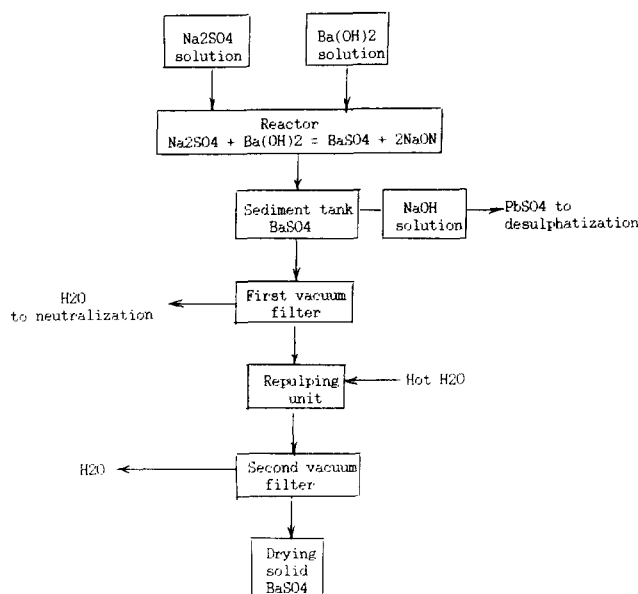 Na2SO4
solution
Ba(OH)2
solution
Reactor
Na2SO4 + Ba(OH)2 = BaSO4 + 2NaON
Sediment tank
BaSO4
NaOH
solution
PbSO4 to
desulphatization
First vacuum
filter
H2O
to neutralization
Repulping
unit
Hot H2O
Second vacuum
filter
H2O
Drying
solid
BaSO4